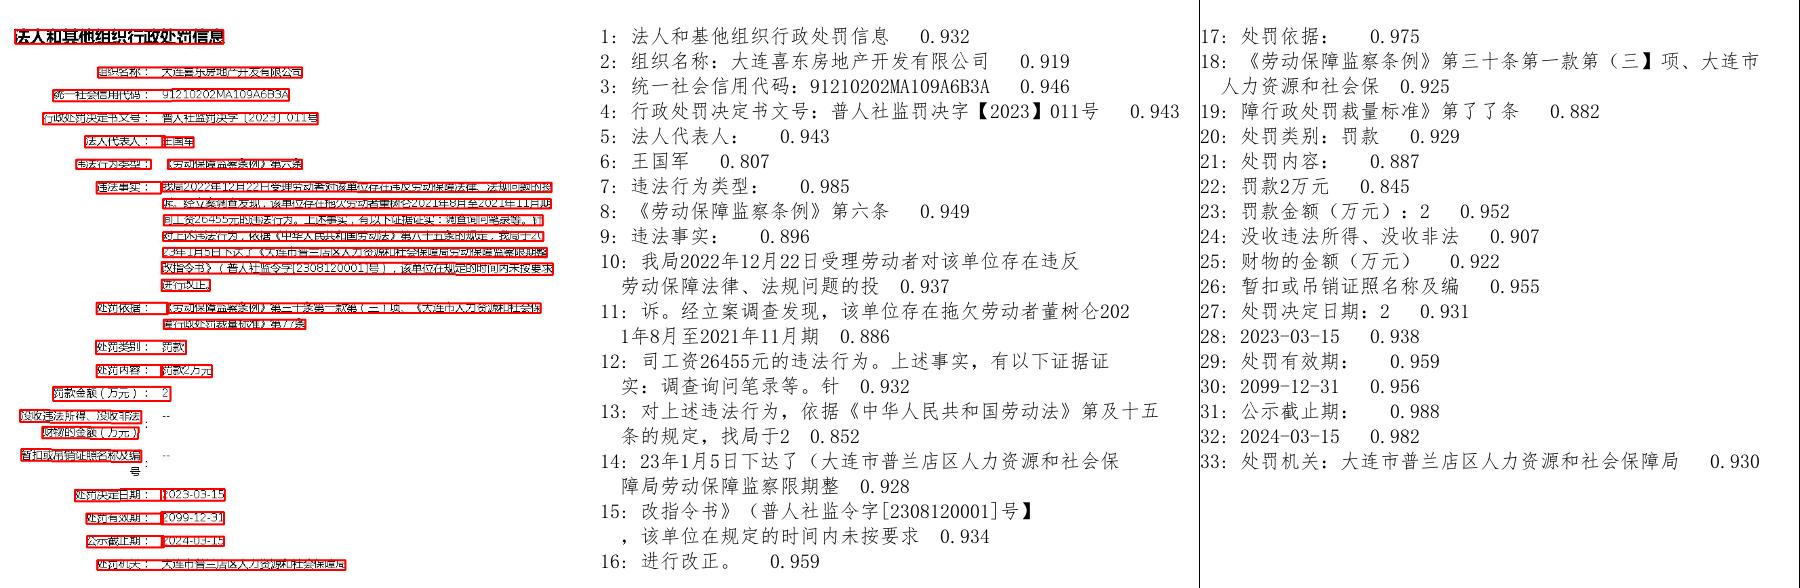 法人和其他组织行政处罚信息
组织名称： 大连喜东房地产开发有限公司
统一社会信用代码： 91210202MA109A6B3A
行政处罚决定书文号： 普人社监罚决字〔2023〕011号
法人代表人： 王国军
违法行为类型： 《劳动保障监察条例》第六条
违法事实： 我局2022年12月22日受理劳动者对该单位存在违反劳动保障法律、法规问题的投
诉。经立案调查发现，该单位存在拖欠劳动者董树仑2021年8月至2021年11月期
间工资26455元的违法行为。上述事实，有以下证据证实：调查询问笔录等。针
对上述违法行为，依据《中华人民共和国劳动法》第八十五条的规定，我局于20
23年1月5日下达了《大连市普兰店区人力资源和社会保障局劳动保障监察限期整
改指令书》（普人社监令字[2308120001]号），该单位在规定的时间内未按要求
进行改正。
处罚依据： 《劳动保障监察条例》第三十条第一款第（三）项、《大连市人力资源和社会保
障行政处罚裁量标准》第77条
处罚类别： 罚款
处罚内容： 罚款2万元
罚款金额（万元）： 2
没收违法所得、没收非法
财物的金额（万元）： --
暂扣或吊销证照名称及编
号： --
处罚决定日期： 2023-03-15
处罚有效期： 2099-12-31
公示截止期： 2024-03-15
处罚机关： 大连市普兰店区人力资源和社会保障局
1: 法人和基他组织行政处罚信息 0.932
2: 组织名称：大连喜东房地产开发有限公司 0.919
3: 统一社会信用代码：91210202MA109A6B3A 0.946
4: 行政处罚决定书文号：普人社监罚决字【2023】011号 0.943
5: 法人代表人： 0.943
6: 王国军 0.807
7: 违法行为类型： 0.985
8: 《劳动保障监察条例》第六条 0.949
9: 违法事实： 0.896
10: 我局2022年12月22日受理劳动者对该单位存在违反
劳动保障法律、法规问题的投 0.937
11: 诉。经立案调查发现，该单位存在拖欠劳动者董树仑202
1年8月至2021年11月期 0.886
12: 司工资26455元的违法行为。上述事实，有以下证据证
实：调查询问笔录等。针 0.932
13: 对上述违法行为，依据《中华人民共和国劳动法》第及十五
条的规定，找局于2 0.852
14: 23年1月5日下达了（大连市普兰店区人力资源和社会保
障局劳动保障监察限期整 0.928
15: 改指令书》（普人社监令字[2308120001]号】
，该单位在规定的时间内未按要求 0.934
16: 进行改正。 0.959
17: 处罚依据： 0.975
18: 《劳动保障监察条例》第三十条第一款第（三】项、大连市
人力资源和社会保 0.925
19: 障行政处罚裁量标准》第了了条 0.882
20: 处罚类别：罚款 0.929
21: 处罚内容： 0.887
22: 罚款2万元 0.845
23: 罚款金额（万元）：2 0.952
24: 没收违法所得、没收非法 0.907
25: 财物的金额（万元） 0.922
26: 暂扣或吊销证照名称及编 0.955
27: 处罚决定日期：2 0.931
28: 2023-03-15 0.938
29: 处罚有效期： 0.959
30: 2099-12-31 0.956
31: 公示截止期： 0.988
32: 2024-03-15 0.982
33: 处罚机关：大连市普兰店区人力资源和社会保障局 0.930